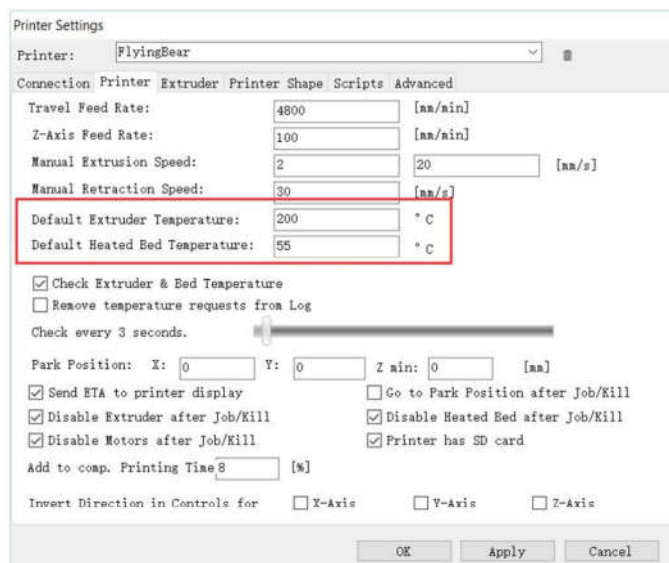 Printer Settings
Printer: FlyingBear
Connection Printer Extruder Printer Shape Scripts Advanced
Travel Feed Rate: 4800 [mm/min]
Z-Axis Feed Rate: 100 [mm/min]
Manual Extrusion Speed: 2 20 [mm/s]
Manual Retraction Speed: 30 [mm/s]
Default Extruder Temperature: 200 ° C
Default Heated Bed Temperature: 55 ° C
Check Extruder & Bed Temperature
Remove temperature requests from Log
Check every 3 seconds.
Park Position: X: 0 Y: 0 Z min: 0 [mm]
Send ETA to printer display Go to Park Position after Job/Kill
Disable Extruder after Job/Kill Disable Heated Bed after Job/Kill
Disable Motors after Job/Kill Printer has SD card
Add to comp. Printing Time 8 [%]
Invert Direction in Controls for X-Axis Y-Axis Z-Axis
OK Apply Cancel